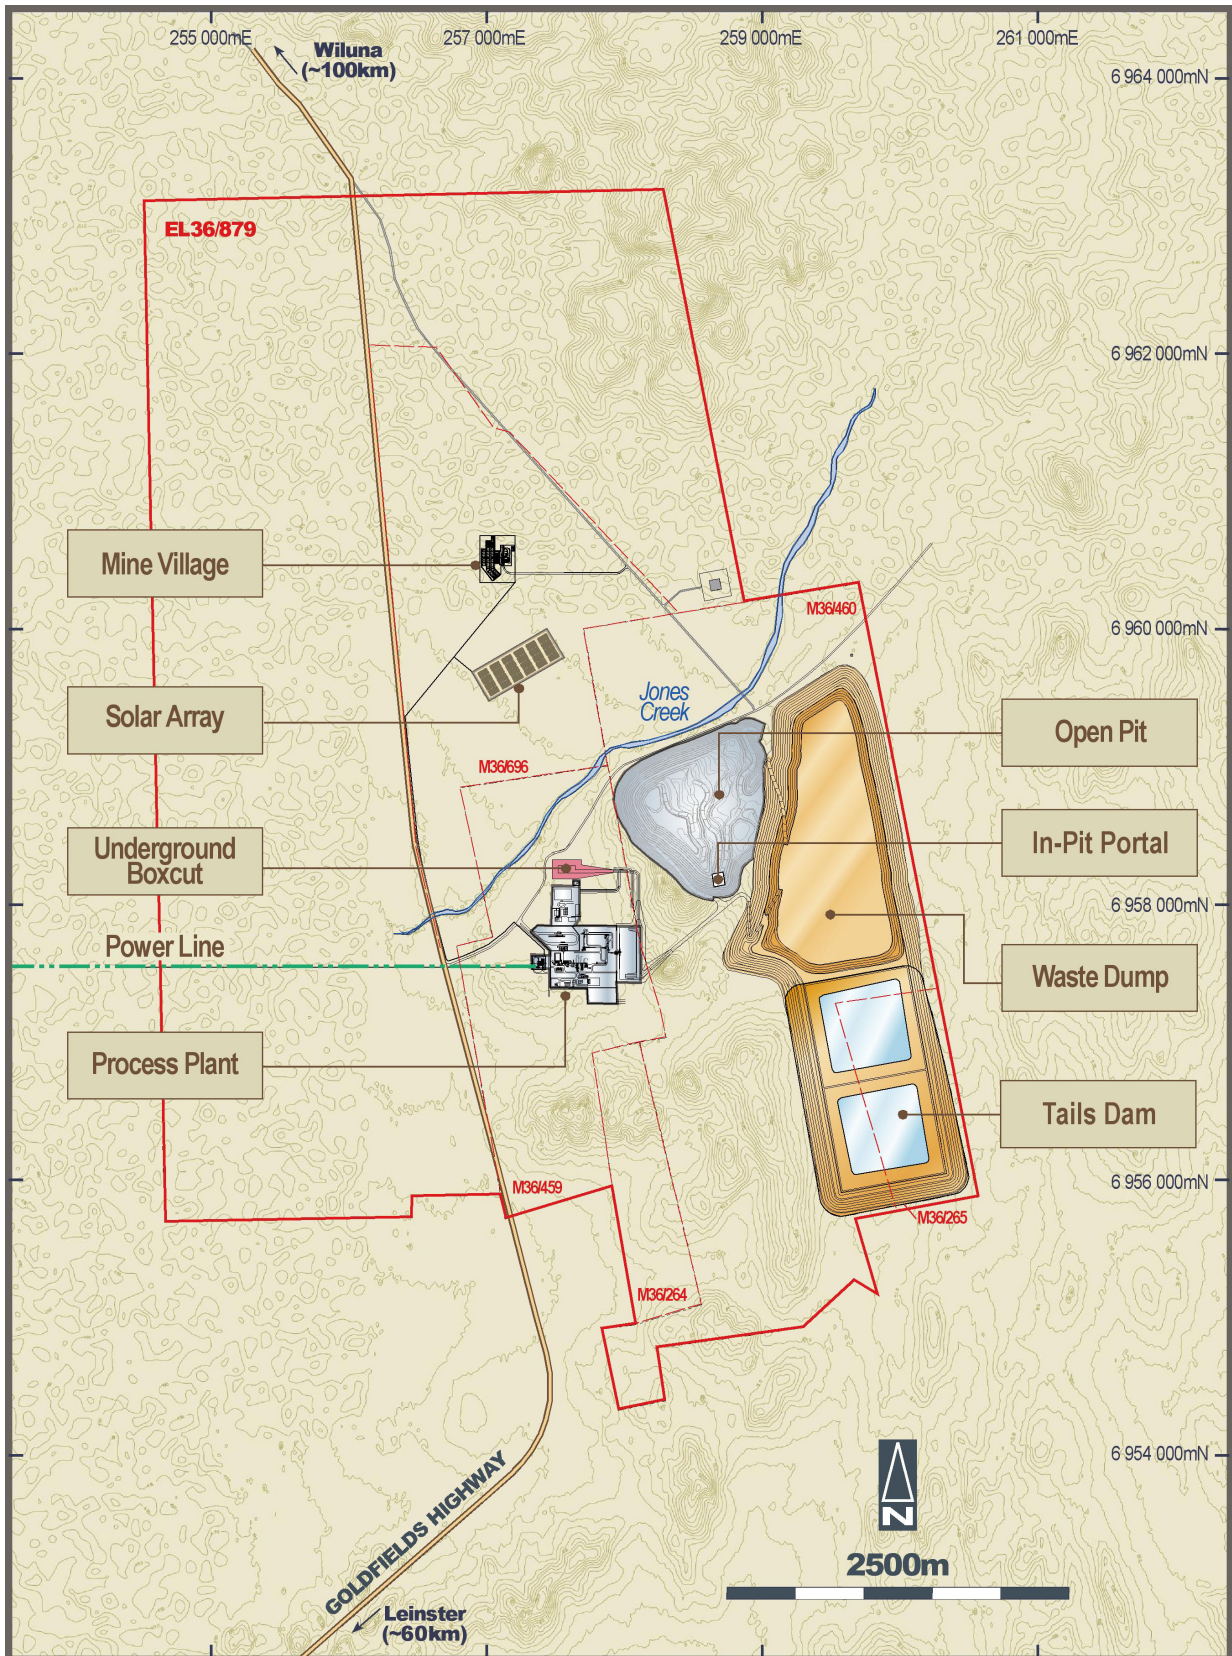 255 000mE
257 000mE
259 000mE
261 000mE
Wiluna
(~100km)
6 964 000mN
EL36/879
6 962 000mN
Mine Village
M36/460
6 960 000mN
Jones
Creek
Solar Array
Open Pit
M36/696
Underground
Boxcut
In-Pit Portal
6 958 000mN
Power Line
Waste Dump
Process Plant
Tails Dam
M36/459
6 956 000mN
M36/265
M36/264
6 954 000mN
GOLDFIELDS HIGHWAY
N
2500m
Leinster
(~60km)